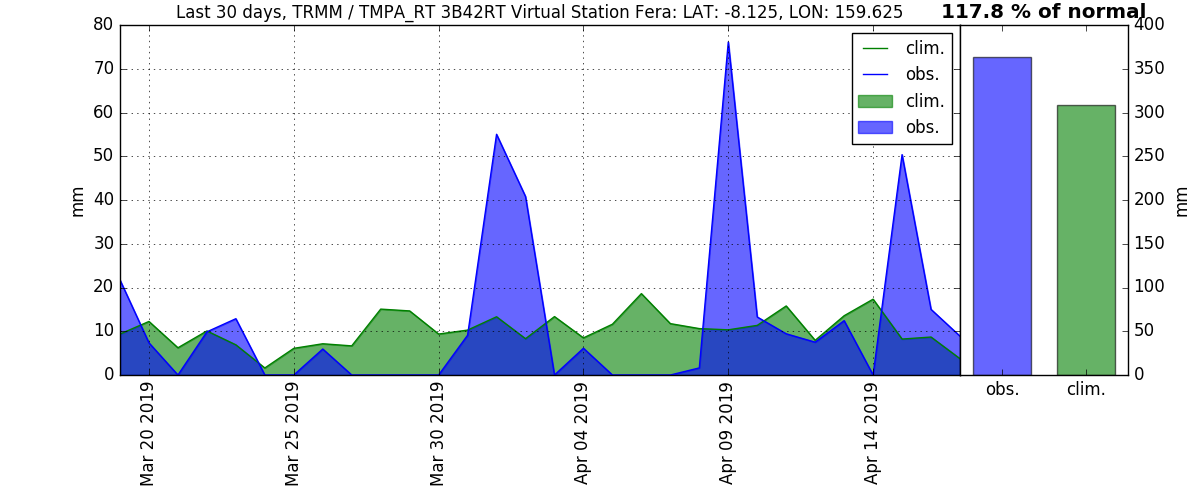 Last 30 days, TRMM / TMPA_RT 3B42RT Virtual Station Fera: LAT: -8.125, LON: 159.625
117.8 % of normal
80
70
60
50
40
30
20
10
0
mm
clim.
obs.
clim.
obs.
Mar 20 2019
Mar 25 2019
Mar 30 2019
Apr 04 2019
Apr 09 2019
Apr 14 2019
400
350
300
250
200
150
100
50
0
mm
obs.
clim.